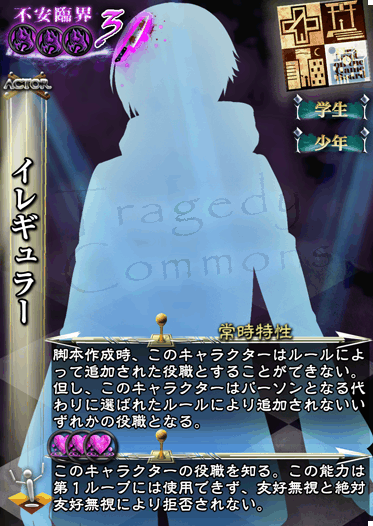 不安臨界 3
ACTOR
学生
少年
イレギュラー
Tragedy
Commons
常時特性
脚本作成時、このキャラクターはルールによ
って追加された役職とすることができない。
但し、このキャラクターはパーソンとなる代
わりに選ばれたルールにより追加されないい
ずれかの役職となる。
このキャラクターの役職を知る。この能力は
第1ループには使用できず、友好無視と絶対
友好無視により拒否されない。